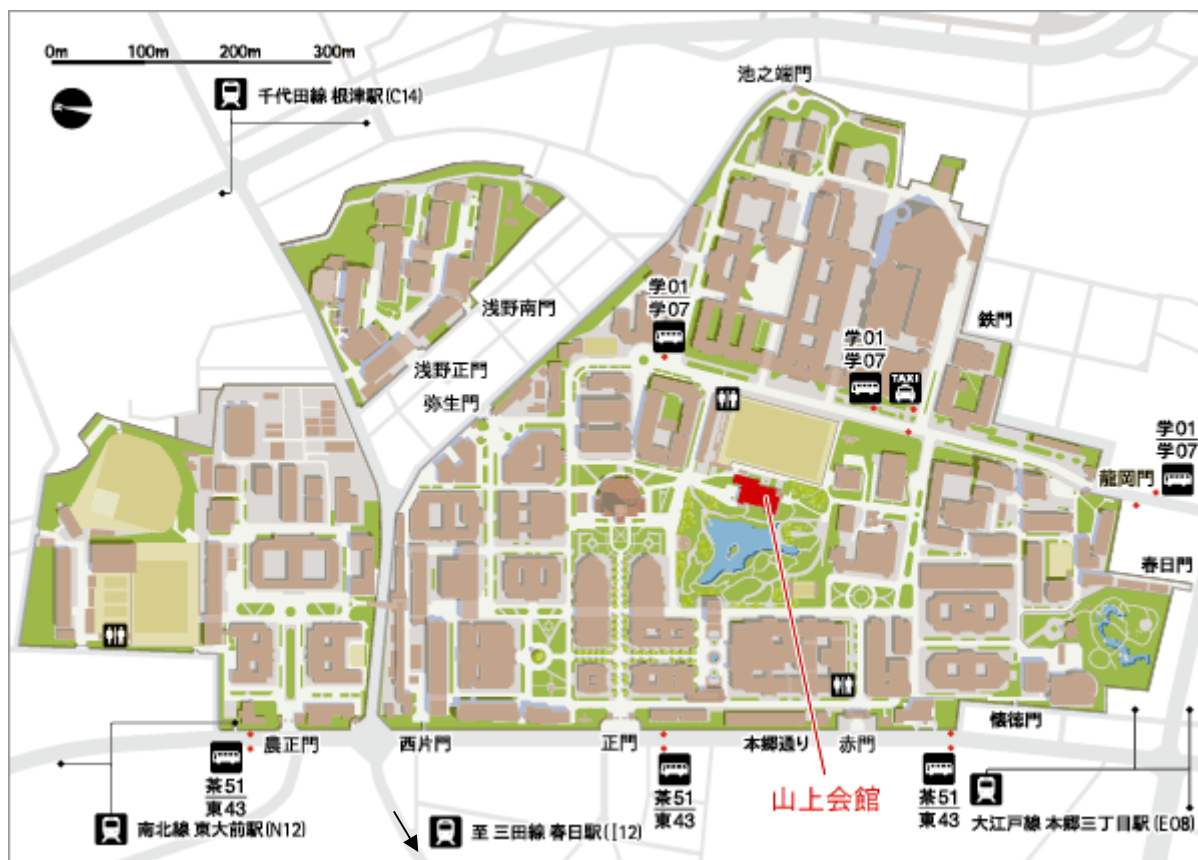 0m 100m 200m 300m
千代田線 根津駅(C14)
池之端門
浅野南門
学01
学07
学01
学07
TAXI
鉄門
浅野正門
弥生門
学01
学07
龍岡門
春日門
農正門
西片門
正門
本郷通り
赤門
懐徳門
茶51
東43
茶51
東43
茶51
東43
山上会館
南北線 東大前駅(N12)
至 三田線 春日駅([12)
大江戸線 本郷三丁目駅(E08)